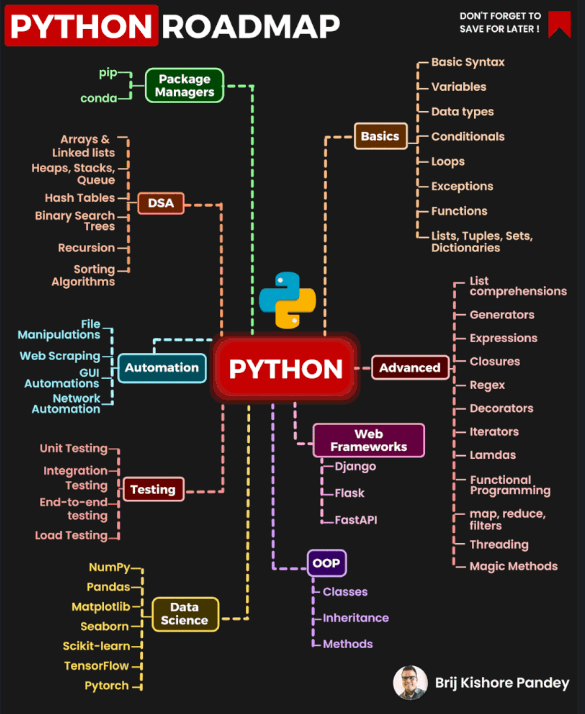 PYTHON ROADMAP
DON'T FORGET TO
SAVE FOR LATER !
Package
Managers
pip
conda
Basics
Basic Syntax
Variables
Data types
Conditionals
Loops
Exceptions
Functions
Lists, Tuples, Sets,
Dictionaries
DSA
Arrays &
Linked lists
Heaps, Stacks,
Queue
Hash Tables
Binary Search
Trees
Recursion
Sorting
Algorithms
PYTHON
Automation
File
Manipulations
Web Scraping
GUI
Automations
Network
Automation
Advanced
List
comprehensions
Generators
Expressions
Closures
Regex
Decorators
Iterators
Lamdas
Functional
Programming
map, reduce,
filters
Threading
Magic Methods
Web
Frameworks
Django
Flask
FastAPI
Testing
Unit Testing
Integration
Testing
End-to-end
testing
Load Testing
OOP
Classes
Inheritance
Methods
Data
Science
NumPy
Pandas
Matplotlib
Seaborn
Scikit-learn
TensorFlow
Pytorch
Brij Kishore Pandey